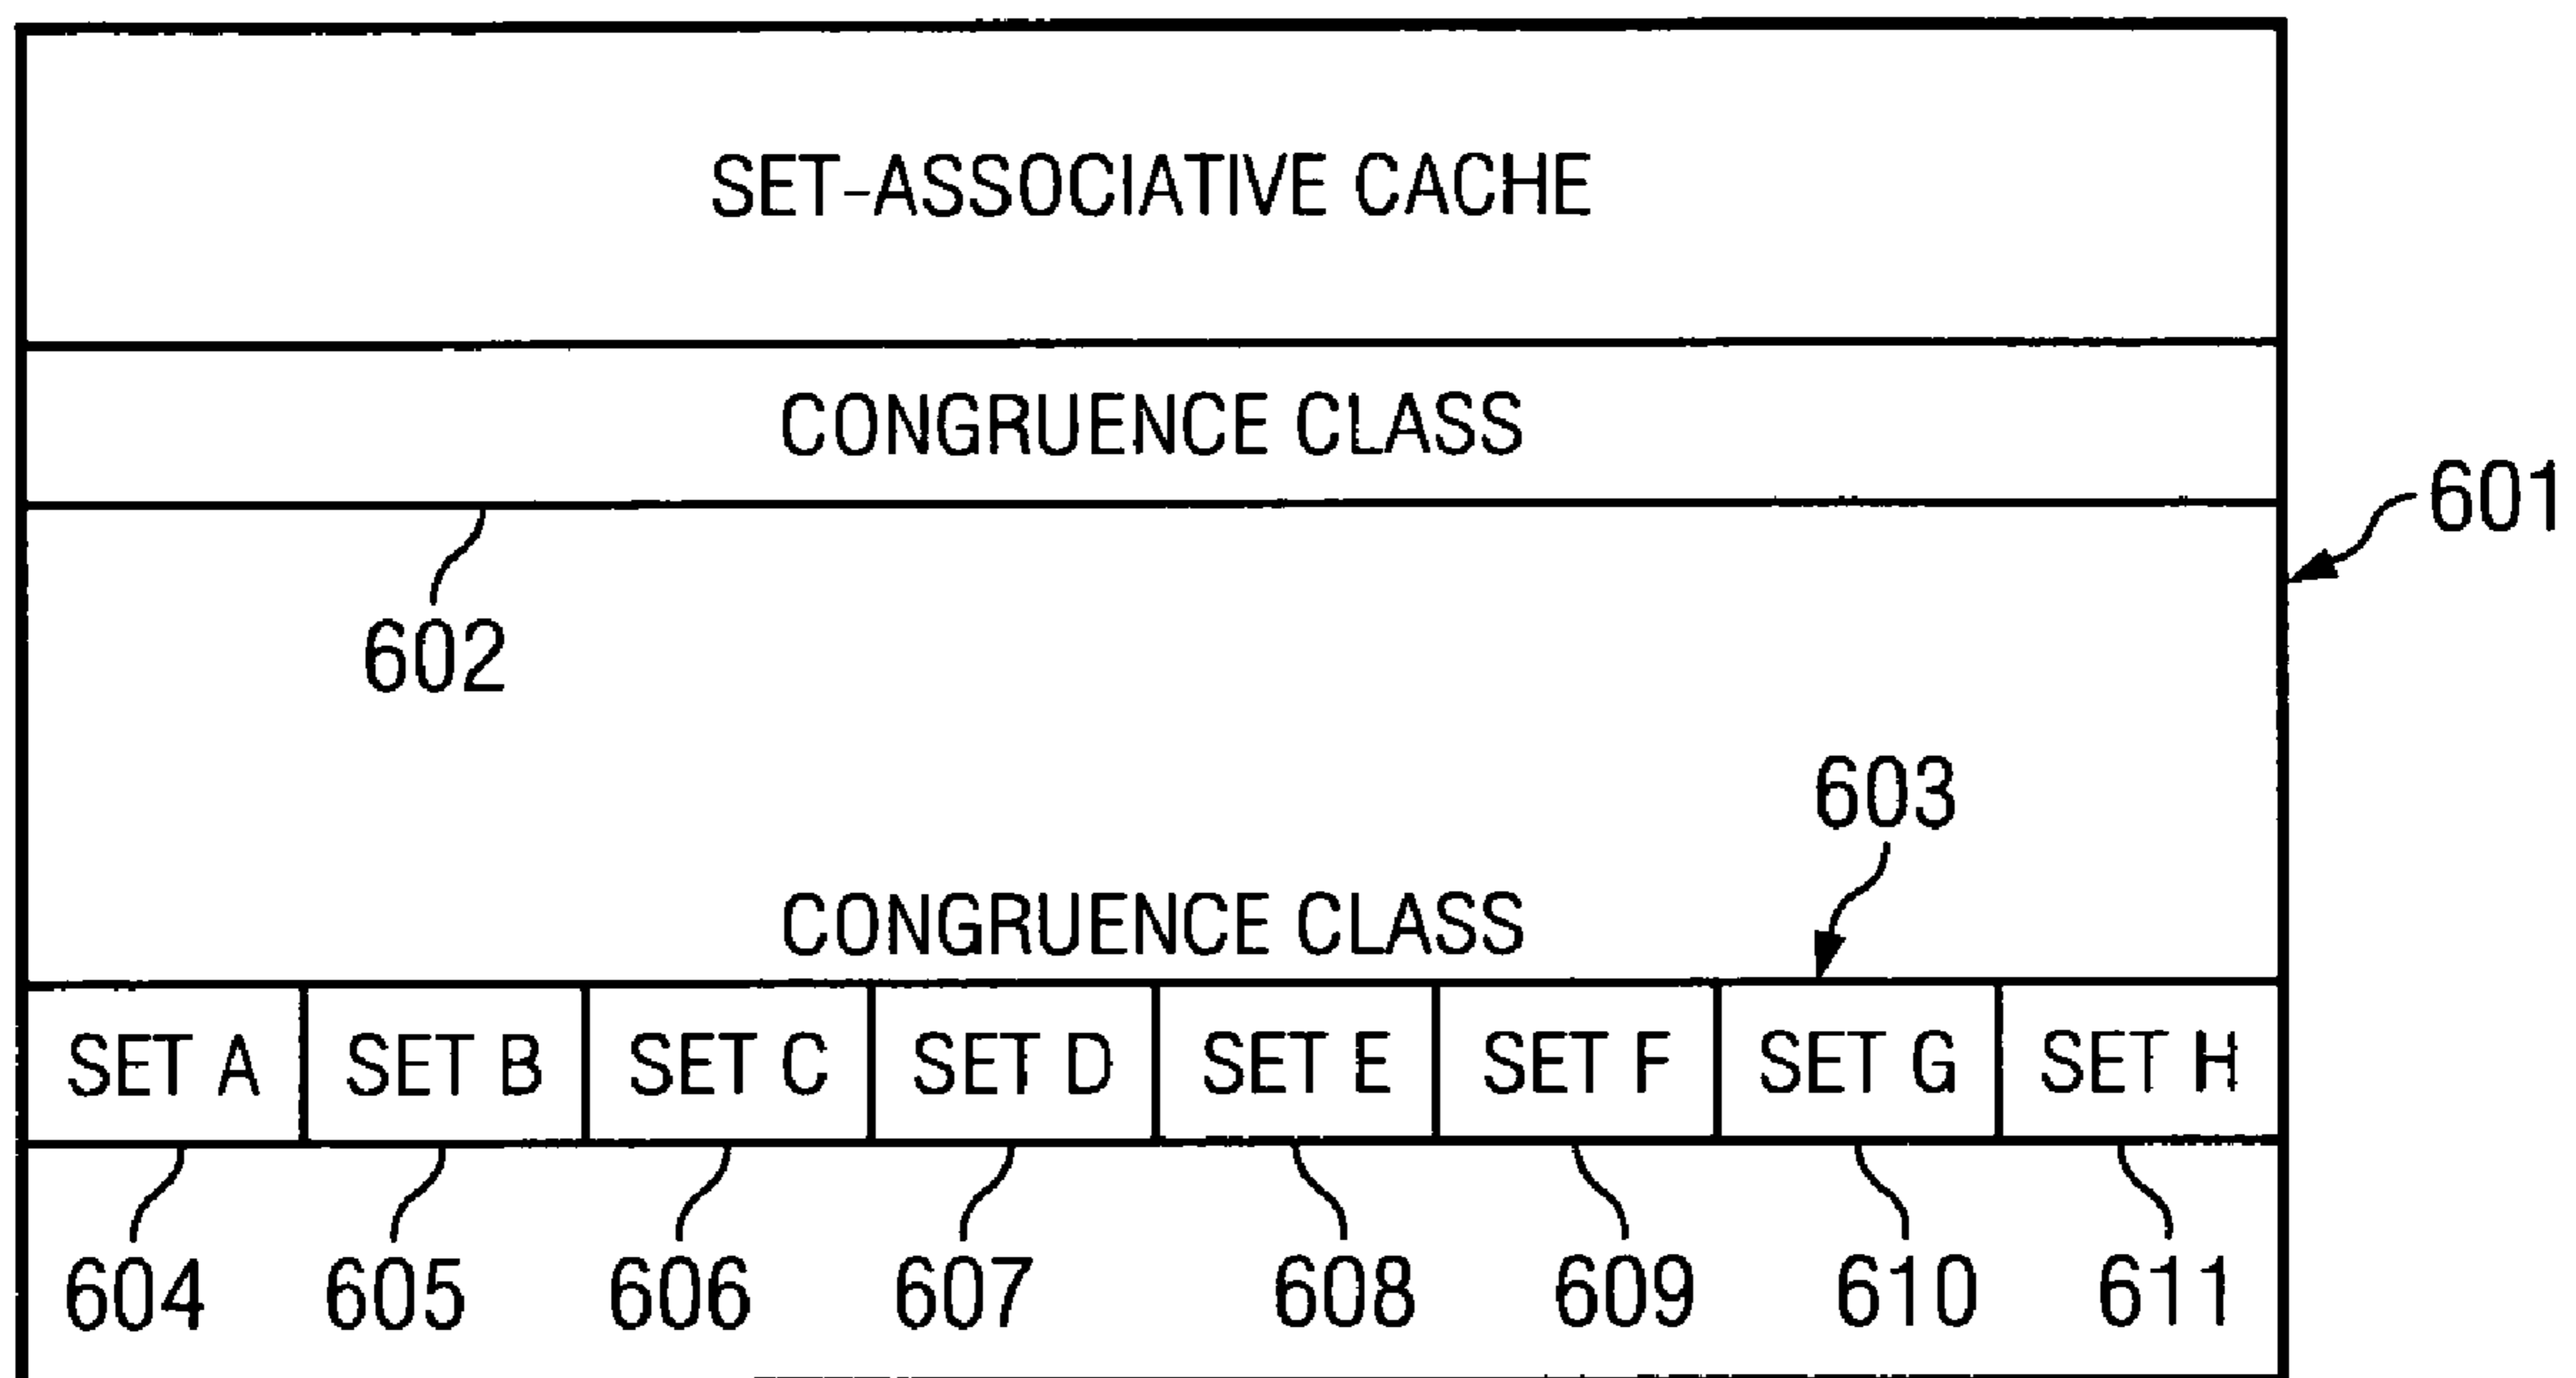 SET-ASSOCIATIVE CACHE
CONGRUENCE CLASS
601
602
603
CONGRUENCE CLASS
SET A SET B SET C SET D SET E SET F SET G SET H
604 605 606 607 608 609 610 611